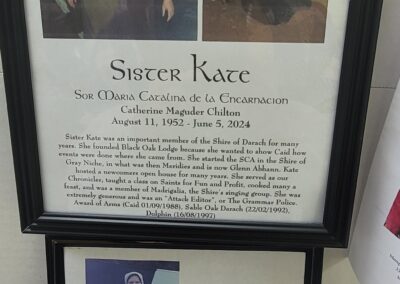 Sister Kate
Sor Maria Catalina de la Encarnacion
Catherine Maguder Chilton
August 11, 1952 - June 5, 2024
Sister Kate was an important member of the Shire of Darach for many
years. She founded Black Oak Lodge because she wanted to show Caid how
events were done where she came from. She started the SCA in the Shire of
Gray Niche, in what was then Meridies and is now Glenn Abhann. Kate
hosted a newcomers open house for many years. She served as our
Chronicler, taught a class on Saints for Fun and Profit, cooked many a
feast, and was a member of Madrigalia, the Shire's singing group. She was
extremely generous and was an "Attack Editor", or The Grammar Police.
Award of Arms (Caid 01/09/1988), Sable Oak Darach (22/02/1992),
Dolphin (16/08/1997)